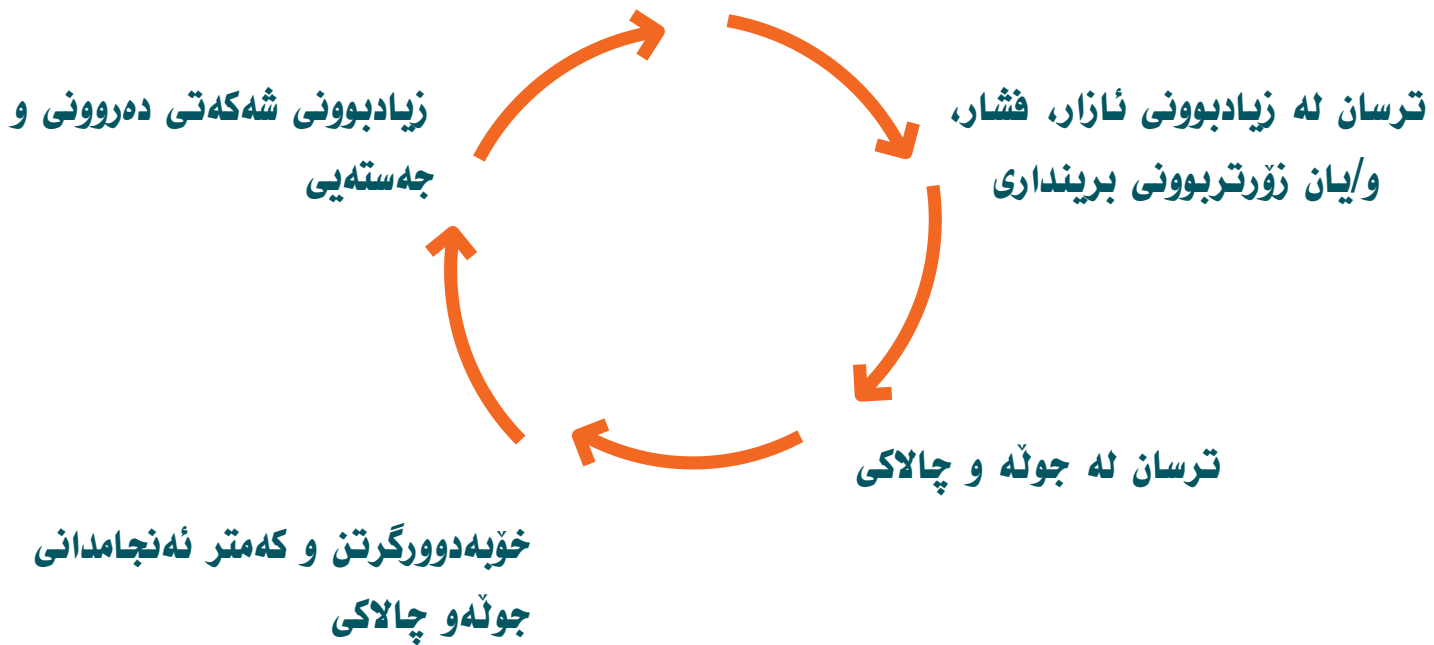 ترسان لە زیادبوونی ئازار، فشار،
و/یان زۆرتربوونی برینداری
ترسان لە جوڵە و چالاکی
خۆبەدوورگرتن و کەمتر ئەنجامدانی
جوڵەو چالاکی
زیادبوونی شەکەتی دەروونی و
جەستەیی